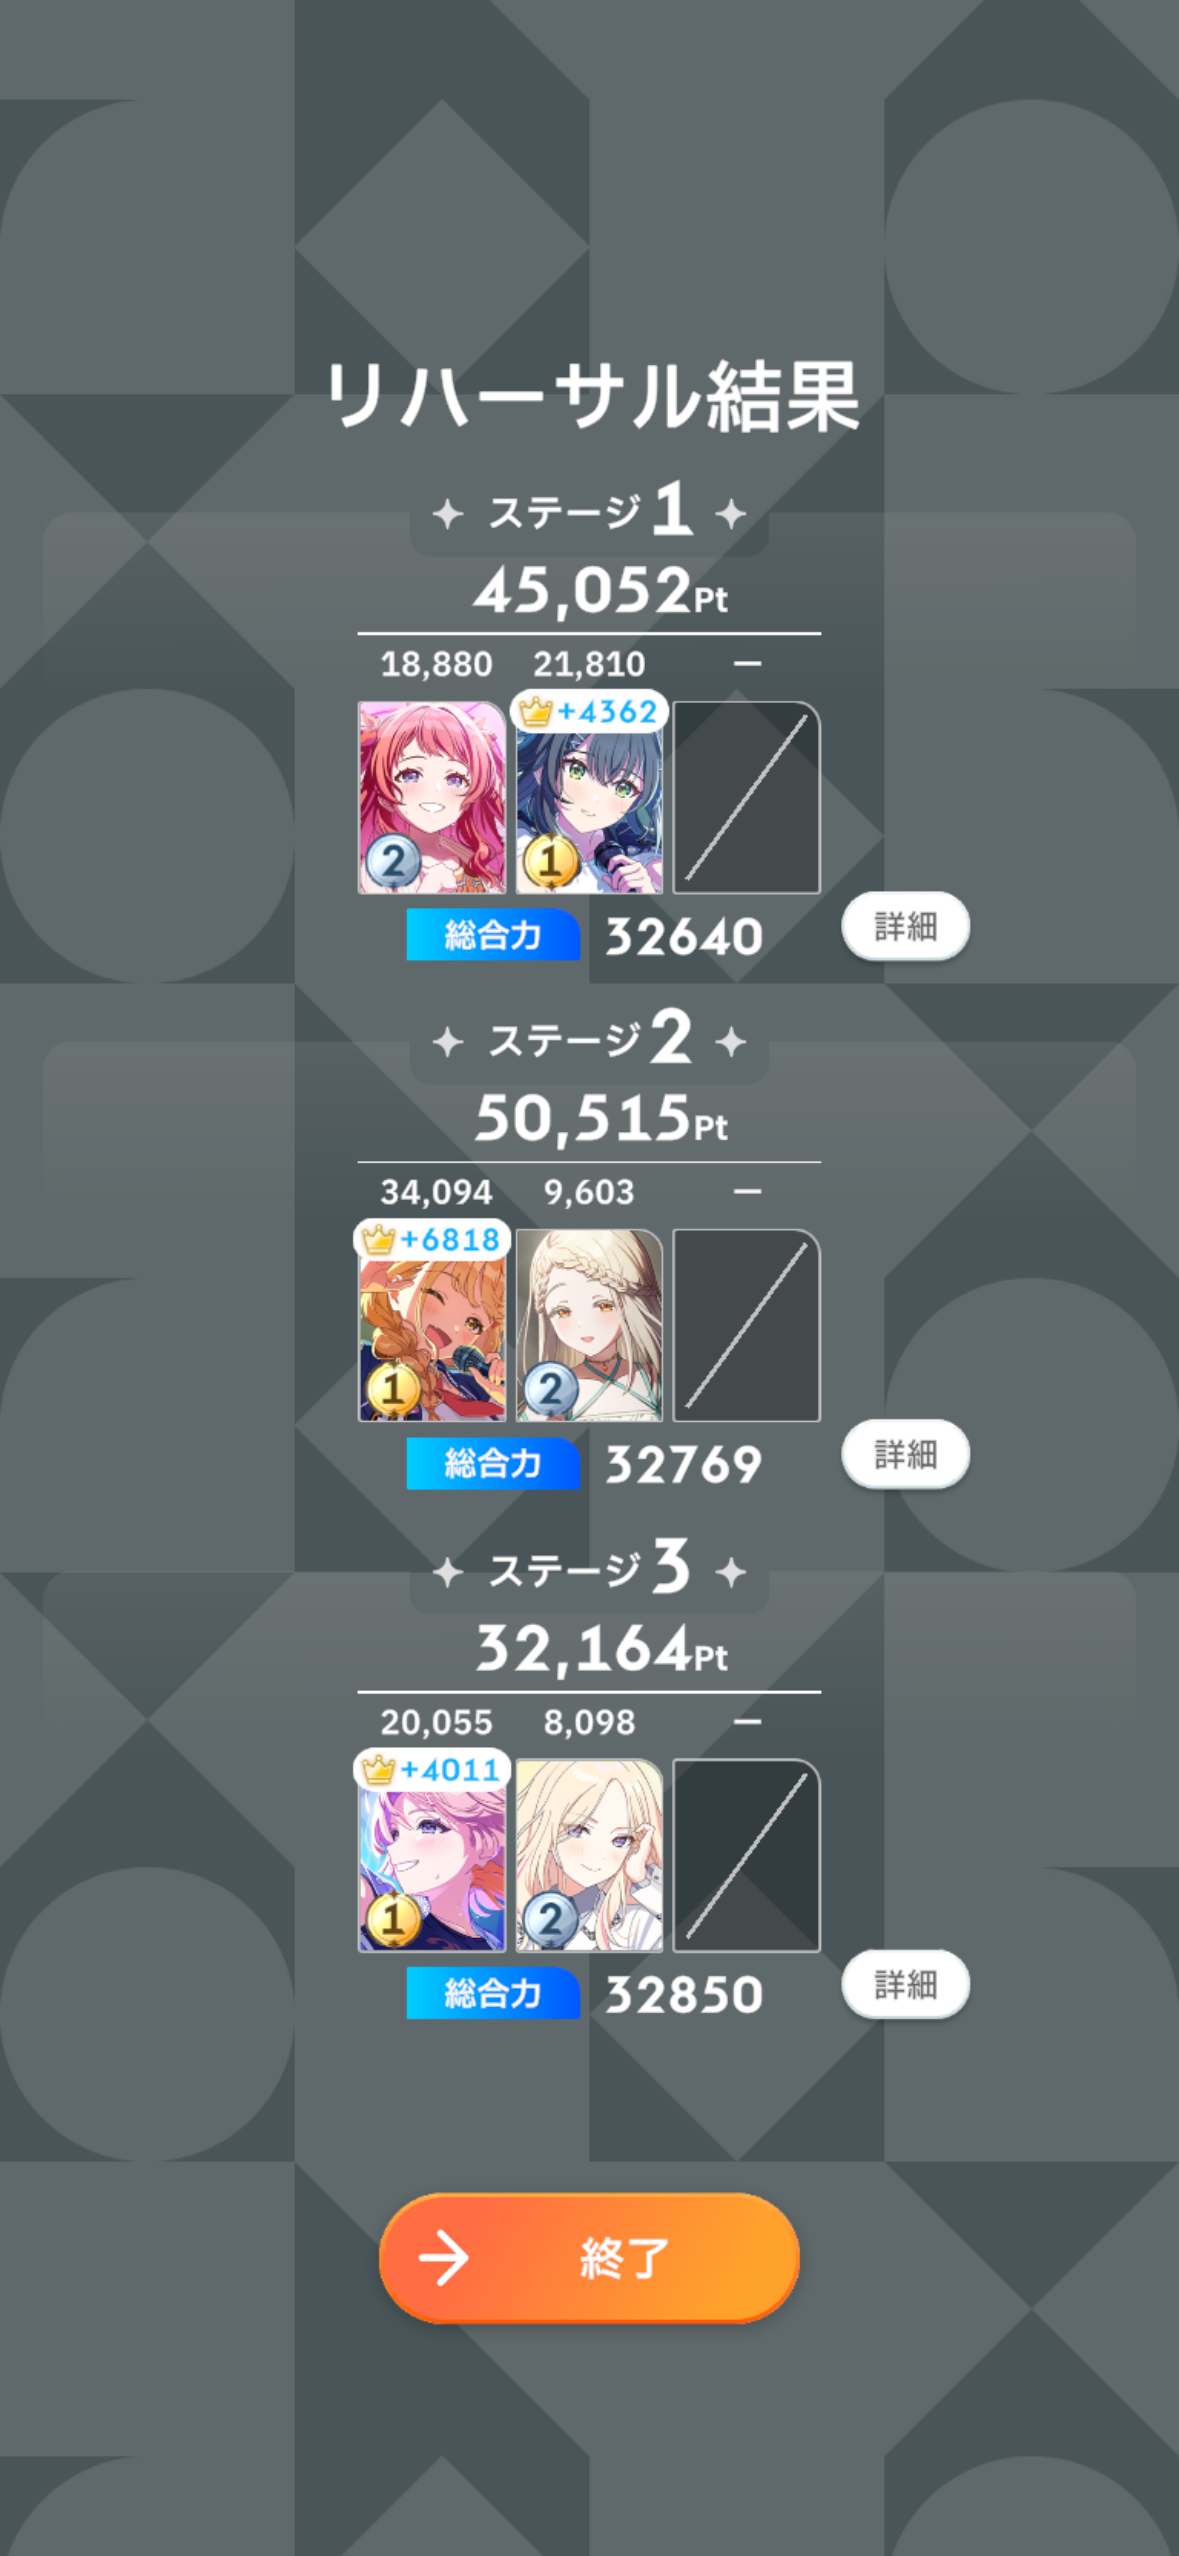 リハーサル結果
ステージ1
45,052Pt
18,880 21,810 —
+4362
2 1
総合力 32640 詳細
ステージ2
50,515Pt
34,094 9,603 —
+6818
1 2
総合力 32769 詳細
ステージ3
32,164Pt
20,055 8,098 —
+4011
1 2
総合力 32850 詳細
終了